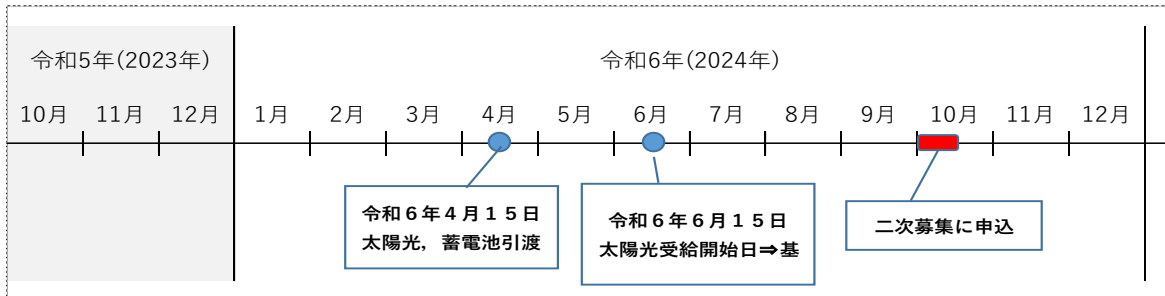 令和5年(2023年)
令和6年(2024年)
10月 11月 12月 1月 2月 3月 4月 5月 6月 7月 8月 9月 10月 11月 12月
令和６年４月１５日
太陽光，蓄電池引渡
令和６年６月１５日
太陽光受給開始日⇒基
二次募集に申込